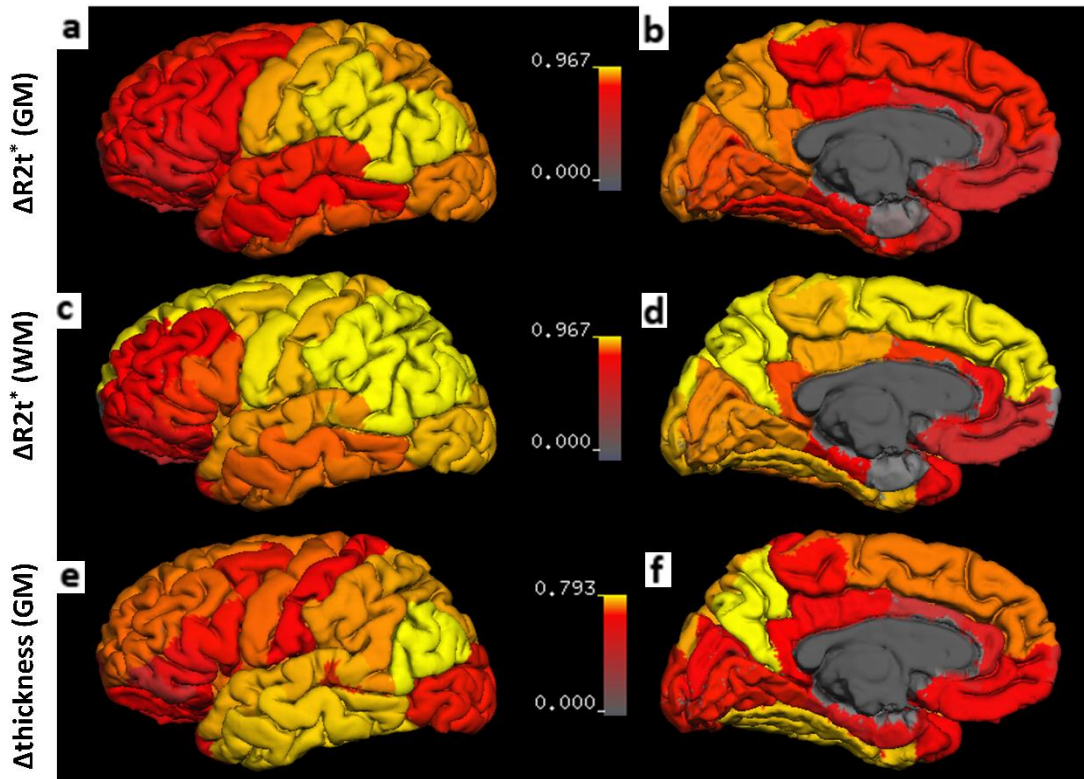 a
b
ΔR2t* (GM)
0.967
0.000
c
d
ΔR2t* (WM)
0.967
0.000
e
f
Δthickness (GM)
0.793
0.000